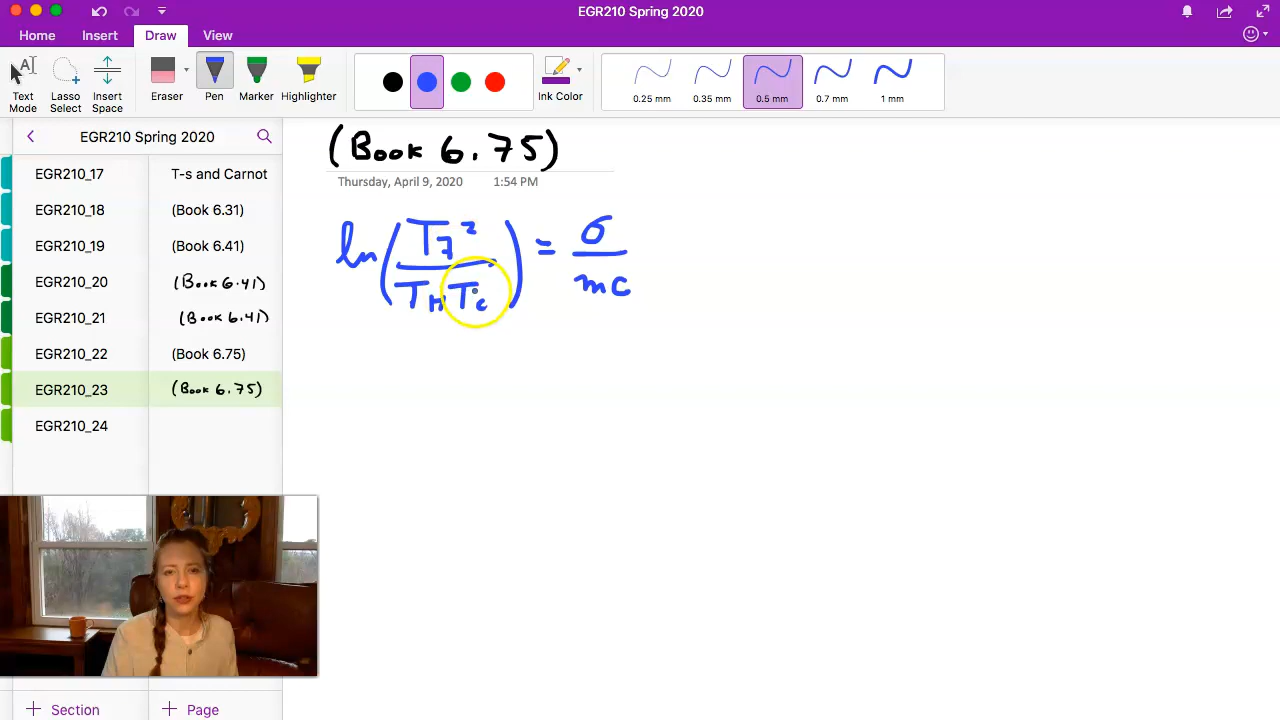 EGR210 Spring 2020
Home Insert Draw View
Text Mode
Lasso Select
Insert Space
Eraser
Pen
Marker
Highlighter
Ink Color
0.25 mm
0.35 mm
0.5 mm
0.7 mm
1 mm
EGR210 Spring 2020
EGR210_17 T-s and Carnot
EGR210_18 (Book 6.31)
EGR210_19 (Book 6.41)
EGR210_20 (Book 6.41)
EGR210_21 (Book 6.41)
EGR210_22 (Book 6.75)
EGR210_23 (Book 6.75)
EGR210_24
+ Section + Page
(Book 6.75)
Thursday, April 9, 2020 1:54 PM
ln(T_f²/(T_H T_C)) = σ/mc